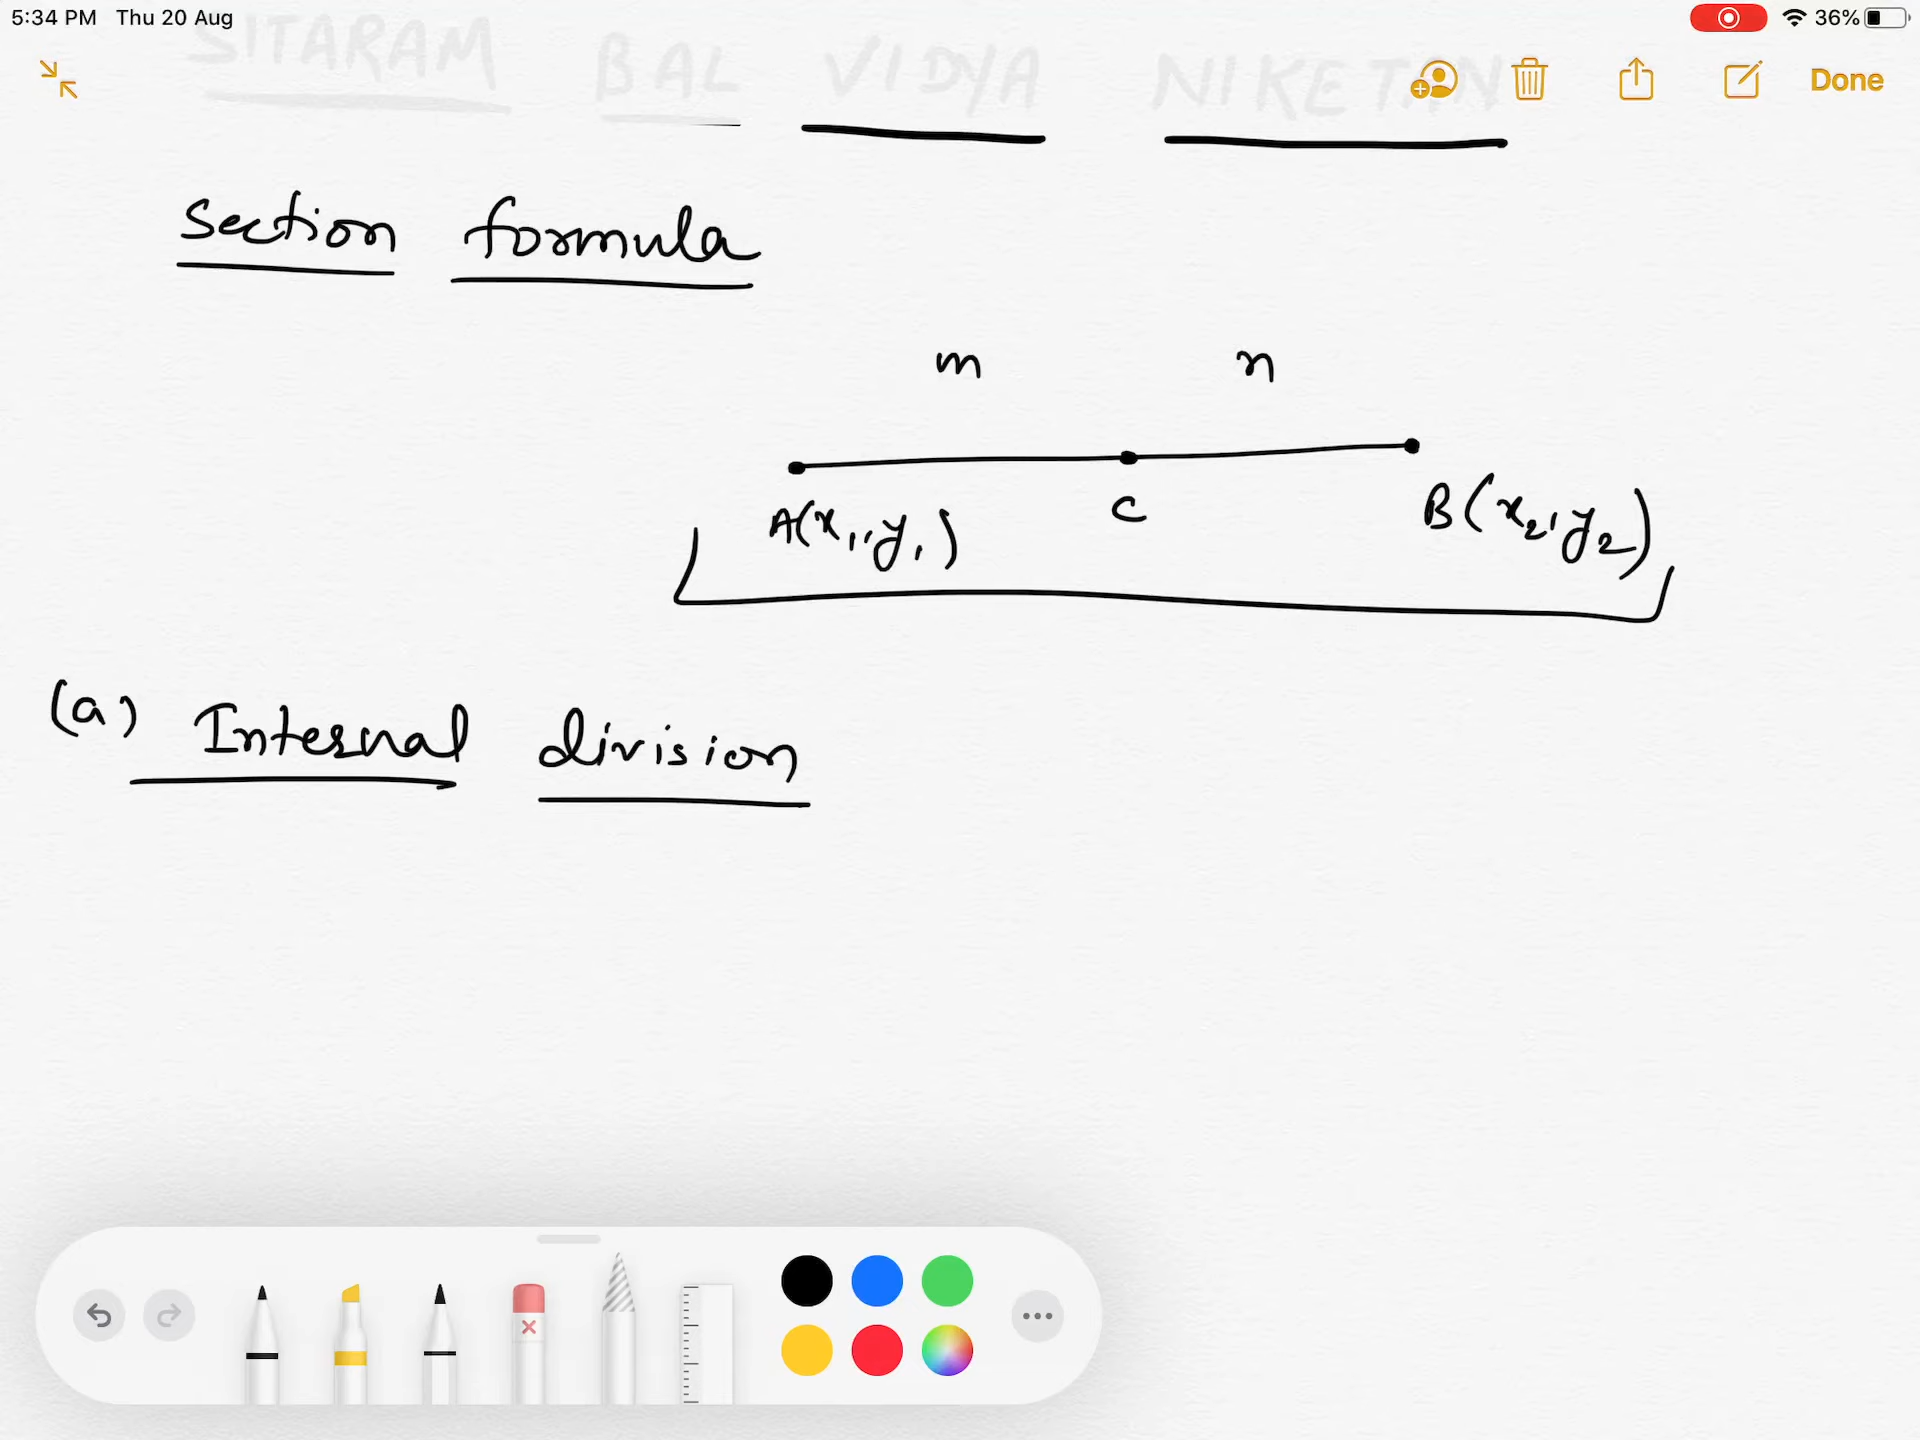 5:34 PM Thu 20 Aug 36%
SITARAM BAL VIDYA NIKETAN
Done
Section formula
m n
A(x₁,y₁) C B(x₂,y₂)
(a) Internal division